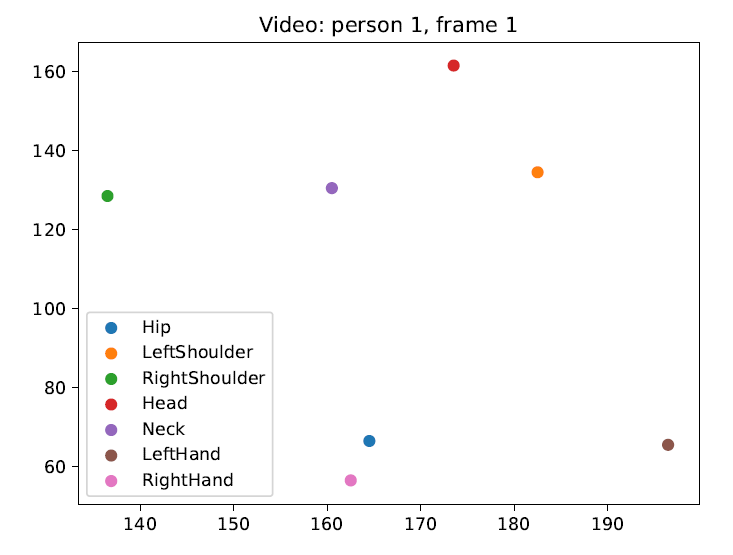 Video: person 1, frame 1
160
140
120
100
80
60
Hip
LeftShoulder
RightShoulder
Head
Neck
LeftHand
RightHand
140 150 160 170 180 190